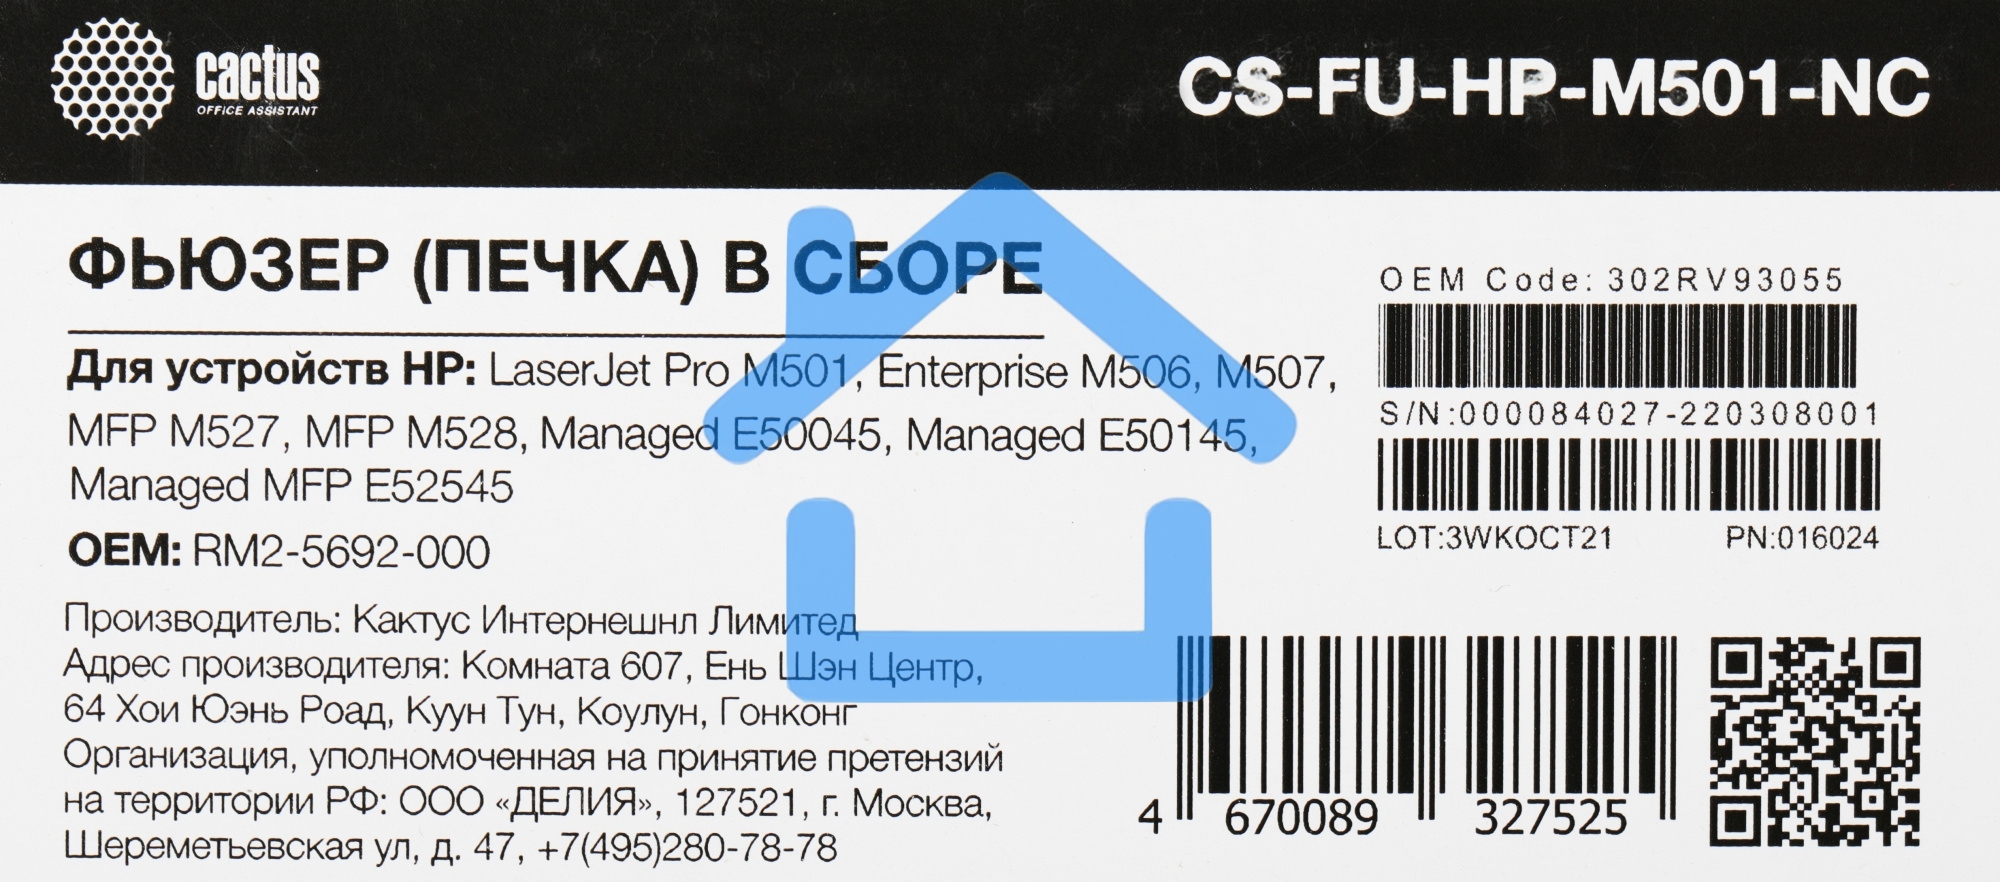 cactus
OFFICE ASSISTANT
CS-FU-HP-M501-NC
ФЬЮЗЕР (ПЕЧКА) В СБОРЕ
Для устройств HP: LaserJet Pro M501, Enterprise M506, M507,
MFP M527, MFP M528, Managed E50045, Managed E50145,
Managed MFP E52545
OEM: RM2-5692-000
Производитель: Кактус Интернешнл Лимитед
Адрес производителя: Комната 607, Ень Шэн Центр,
64 Хои Юэнь Роад, Куун Тун, Коулун, Гонконг
Организация, уполномоченная на принятие претензий
на территории РФ: ООО «ДЕЛИЯ», 127521, г. Москва,
Шереметьевская ул, д. 47, +7(495)280-78-78
OEM Code: 302RV93055
S/N:000084027-220308001
LOT:3WKOCT21 PN:016024
4 670089 327525